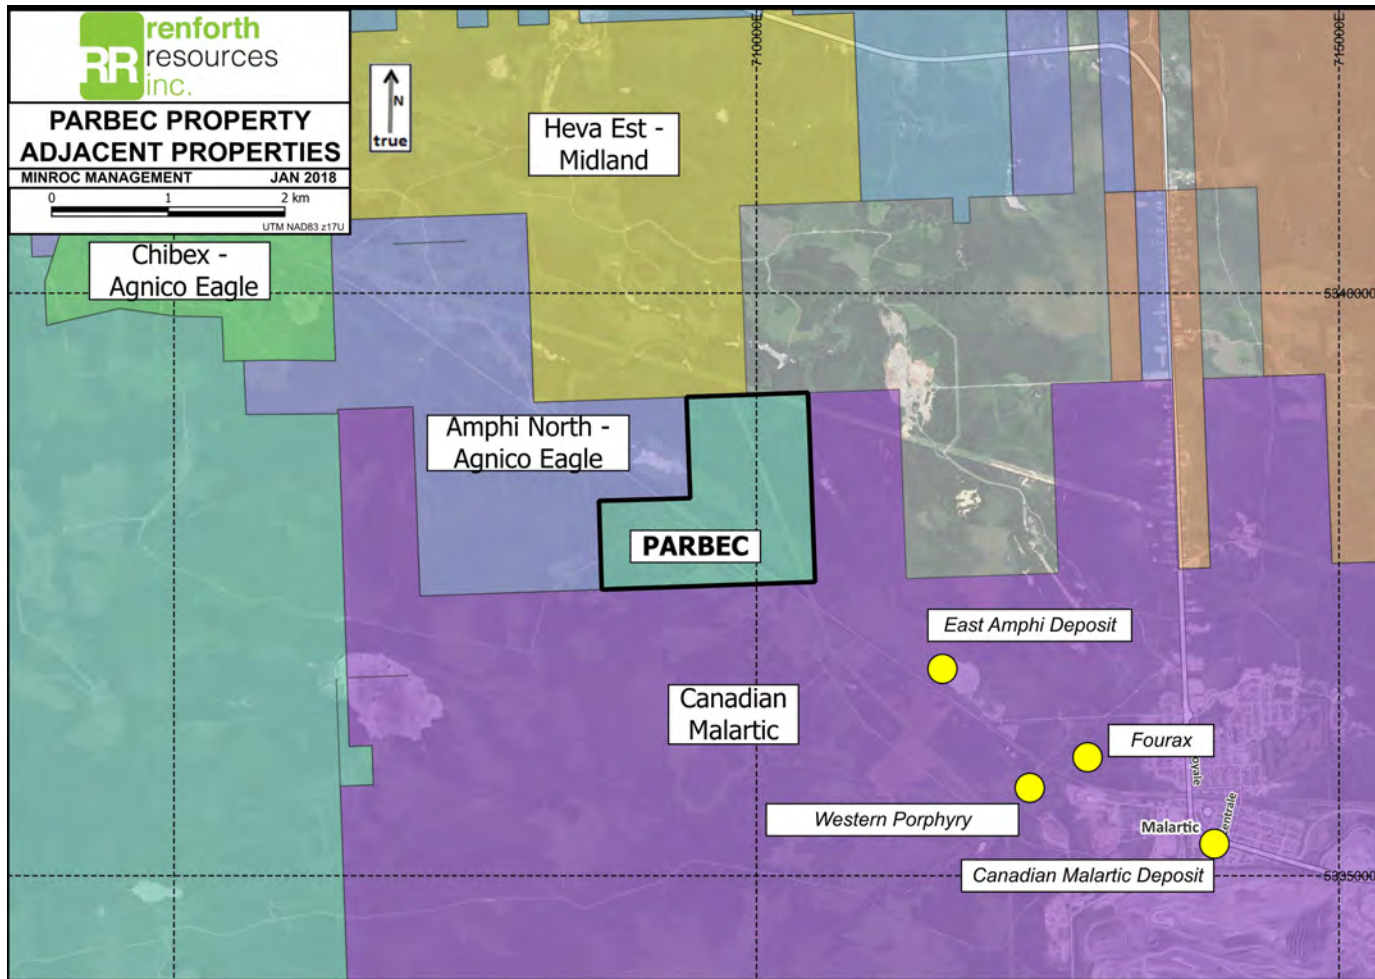 RR
renforth
resources
inc.
PARBEC PROPERTY
ADJACENT PROPERTIES
MINROC MANAGEMENT JAN 2018
0 1 2 km
UTM NAD83 z17U
N
true
710000E
715000E
Heva Est -
Midland
Chibex -
Agnico Eagle
5340000
Amphi North -
Agnico Eagle
PARBEC
East Amphi Deposit
Canadian
Malartic
Fourax
Western Porphyry
Malartic
Canadian Malartic Deposit
5335000